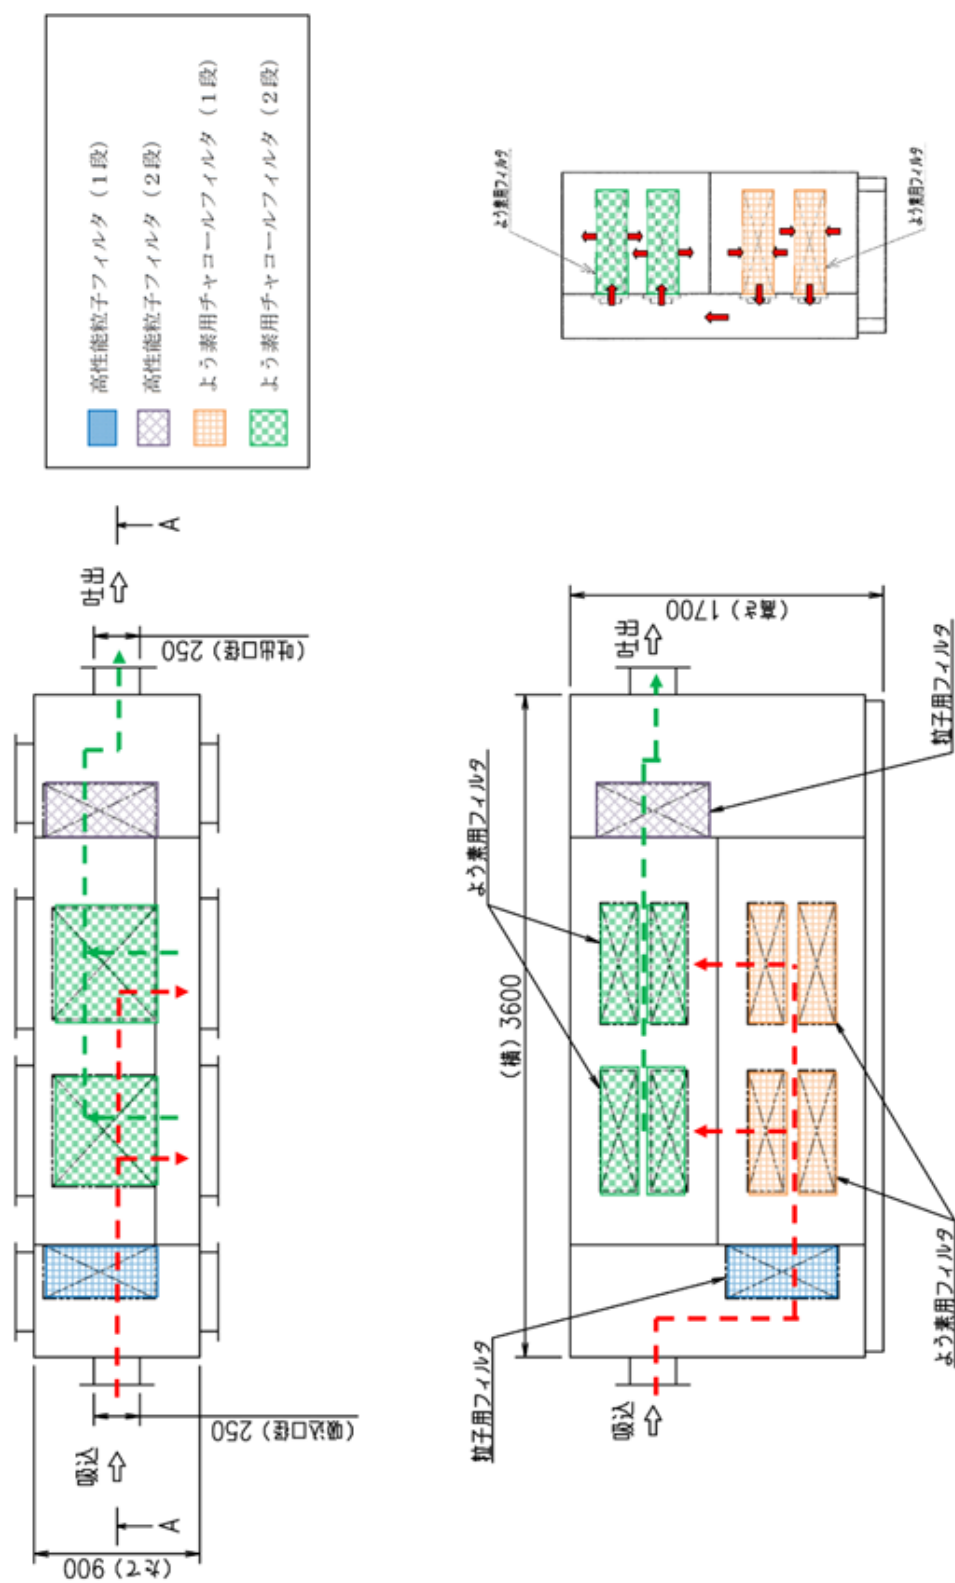 高性能粒子フィルタ（1段）
高性能粒子フィルタ（2段）
よう素用チャコールフィルタ（1段）
よう素用チャコールフィルタ（2段）
（たて）900
A
吸込
（吸込口径）250
（吐出口径）250
吐出
A
よう素用フィルタ
よう素用フィルタ
粒子用フィルタ
吸込
（横）3600
よう素用フィルタ
吐出
（高さ）1700
よう素用フィルタ
粒子用フィルタ